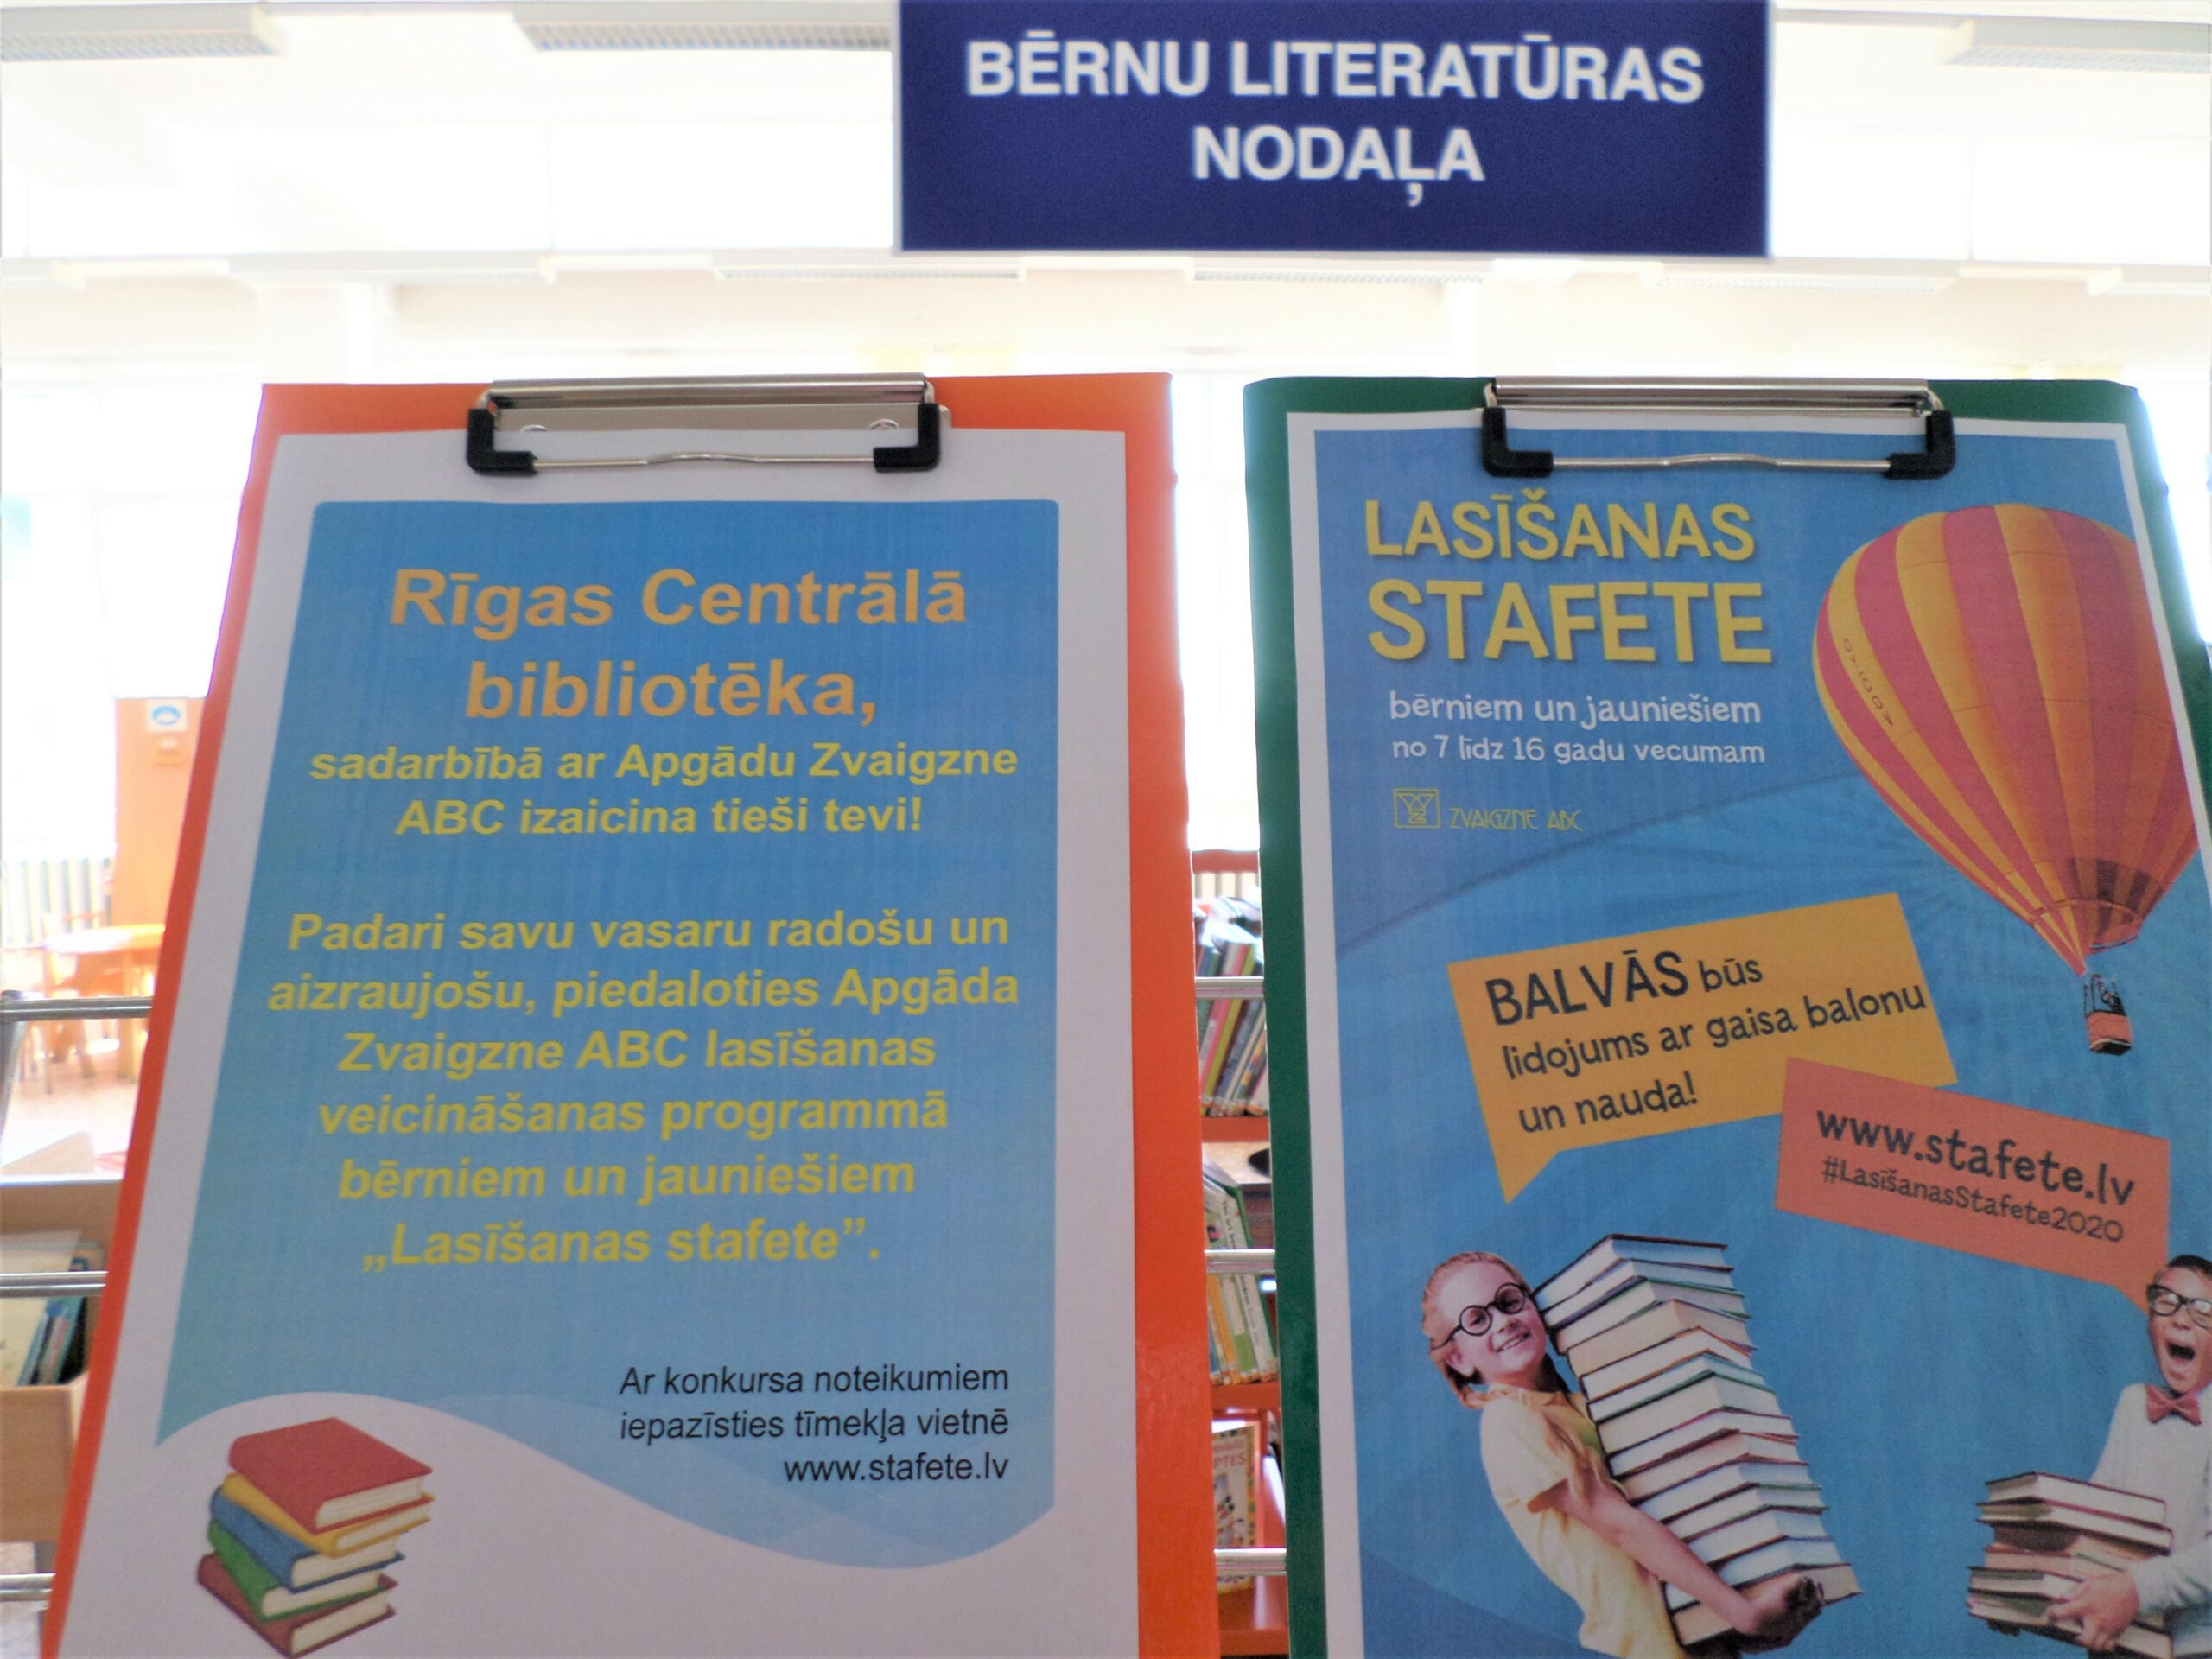 BĒRNU LITERATŪRAS
NODAĻA
Rīgas Centrālā
bibliotēka,
sadarbībā ar Apgādu Zvaigzne
ABC izaicina tieši tevi!
Padari savu vasaru radošu un
aizraujošu, piedaloties Apgāda
Zvaigzne ABC lasīšanas
veicināšanas programmā
bērniem un jauniešiem
„Lasīšanas stafete”.
Ar konkursa noteikumiem
iepazīsties tīmekļa vietnē
www.stafete.lv
LASĪŠANAS
STAFETE
bērniem un jauniešiem
no 7 līdz 16 gadu vecumam
ZVAIGZNE ABC
BALVĀS būs
lidojums ar gaisa balonu
un nauda!
www.stafete.lv
#LasīšanasStafete2020